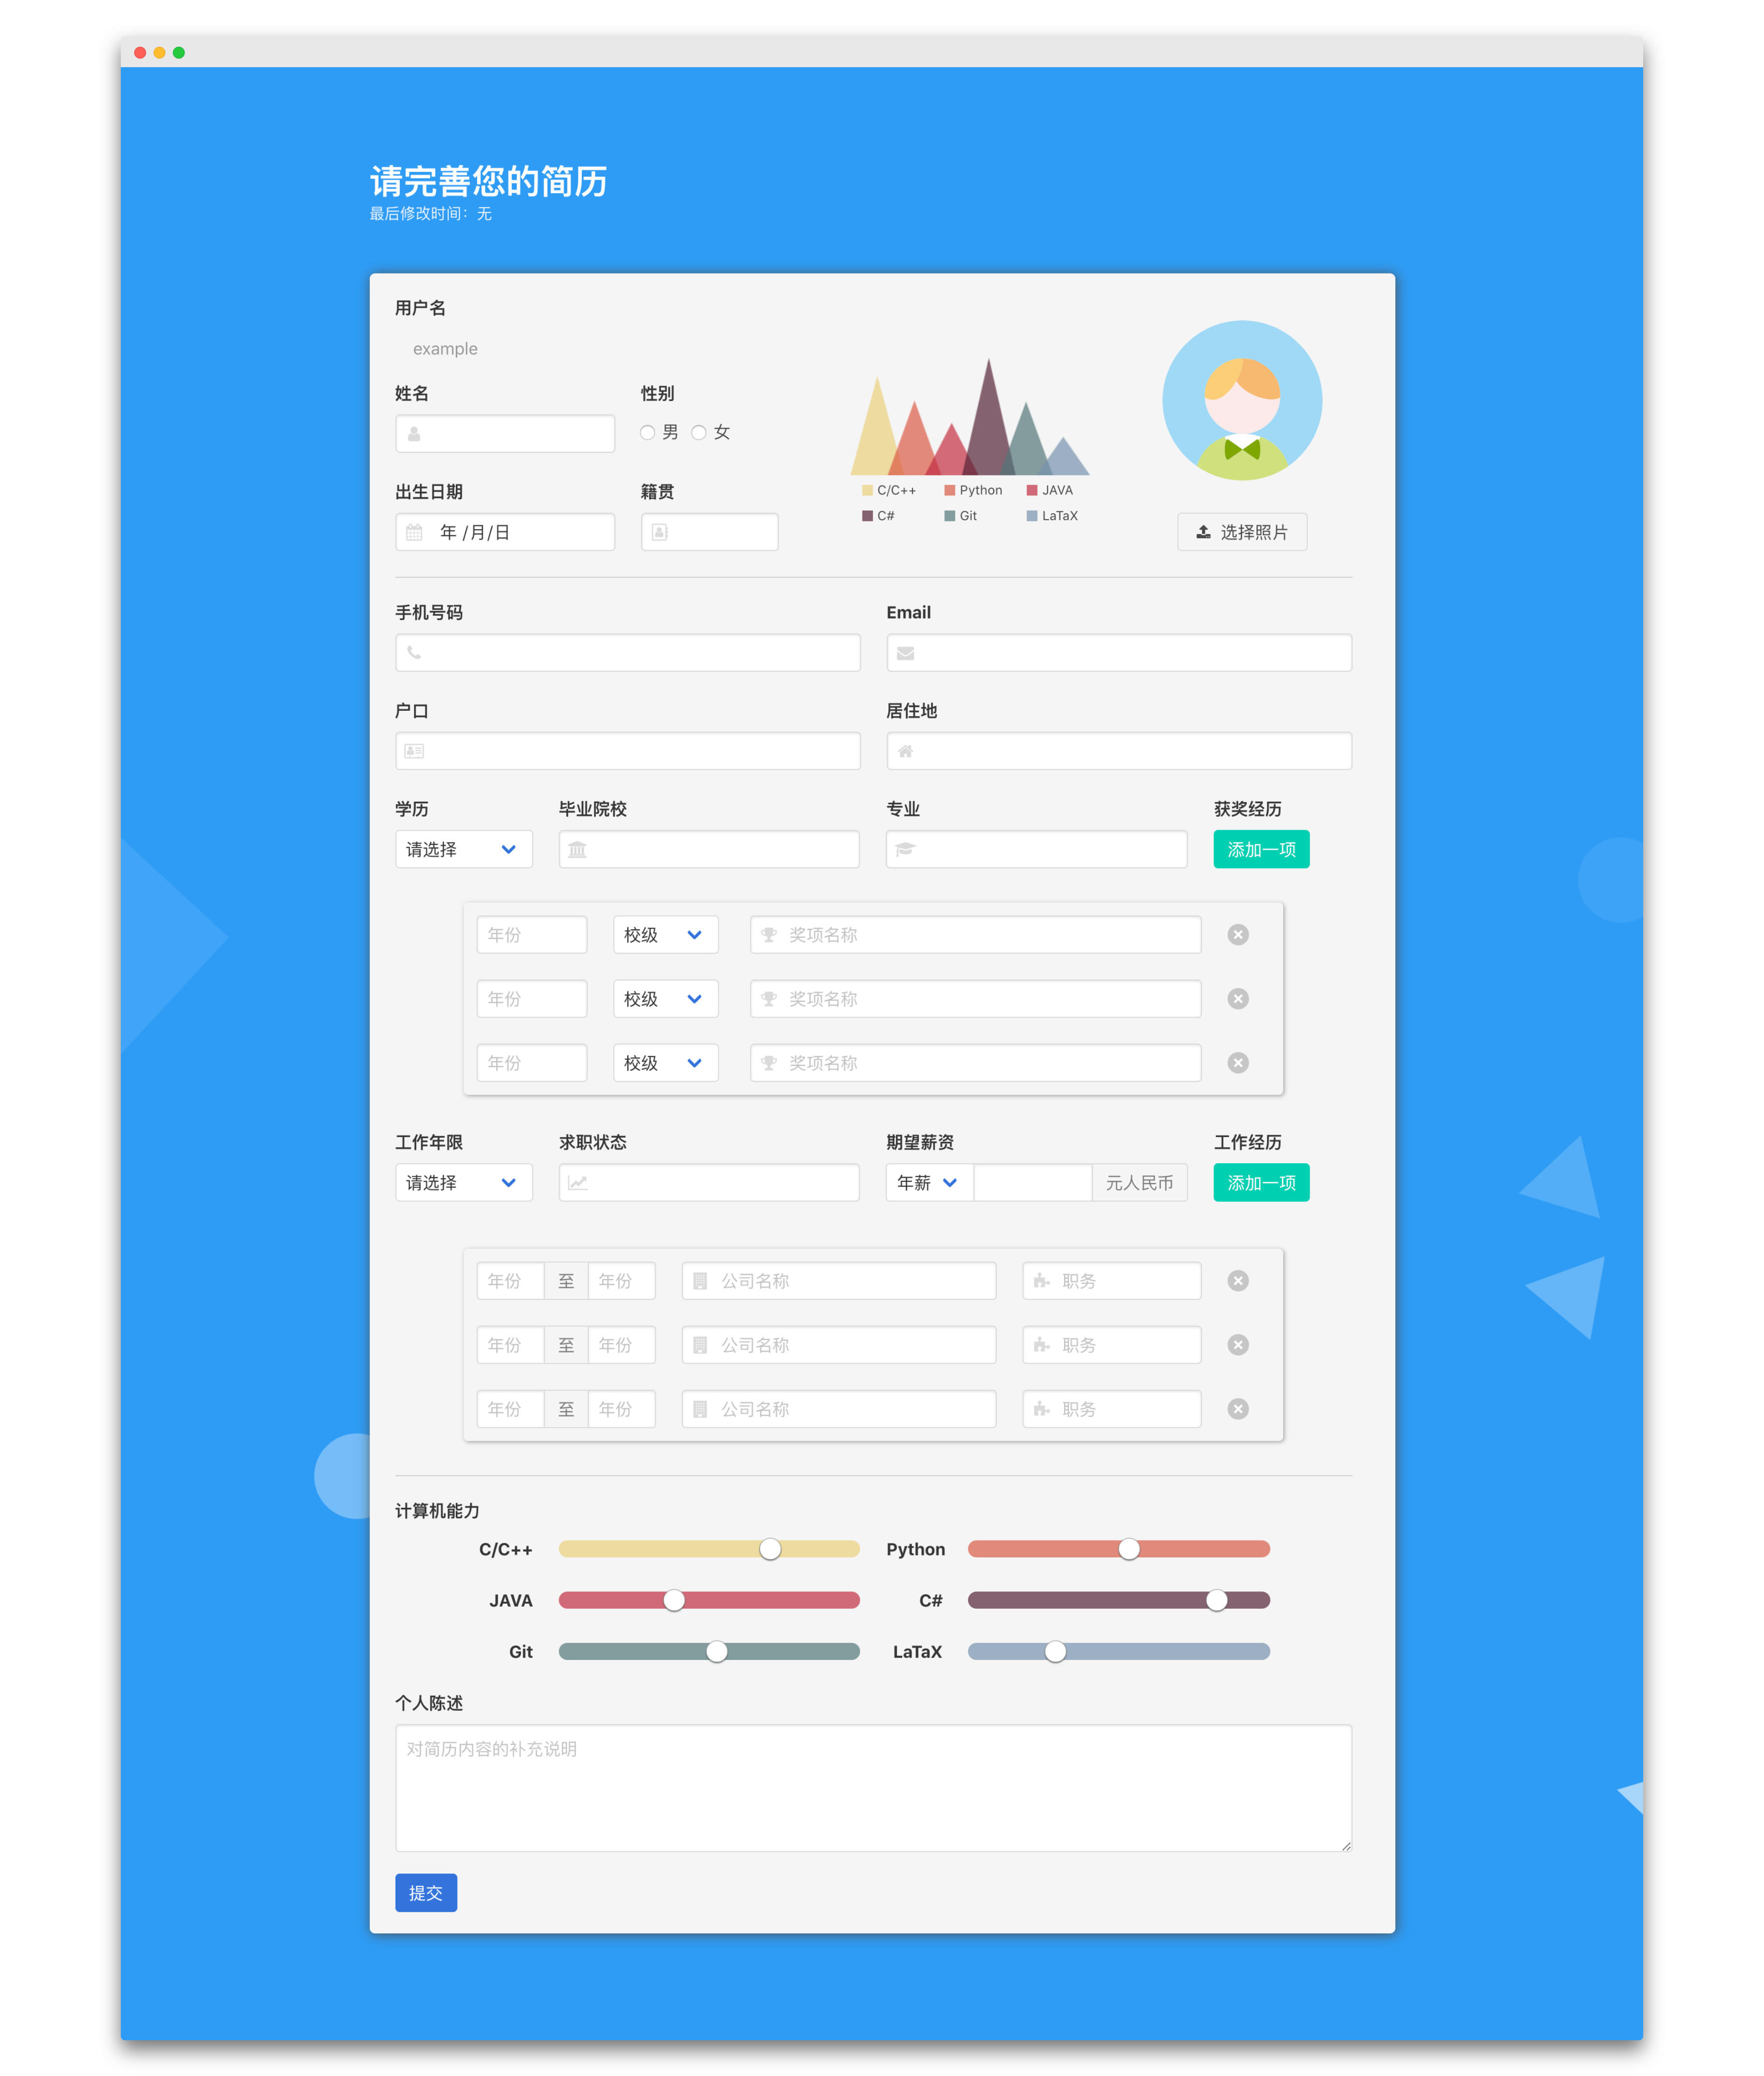 请完善您的简历
最后修改时间：无
用户名
example
姓名 性别
男 女
出生日期 籍贯
年 /月/日
C/C++ Python JAVA
C# Git LaTaX
选择照片
手机号码 Email
户口 居住地
学历 毕业院校 专业 获奖经历
请选择 添加一项
年份 校级 奖项名称
年份 校级 奖项名称
年份 校级 奖项名称
工作年限 求职状态 期望薪资 工作经历
请选择 年薪 元人民币 添加一项
年份 至 年份 公司名称 职务
年份 至 年份 公司名称 职务
年份 至 年份 公司名称 职务
计算机能力
C/C++ Python
JAVA C#
Git LaTaX
个人陈述
对简历内容的补充说明
提交